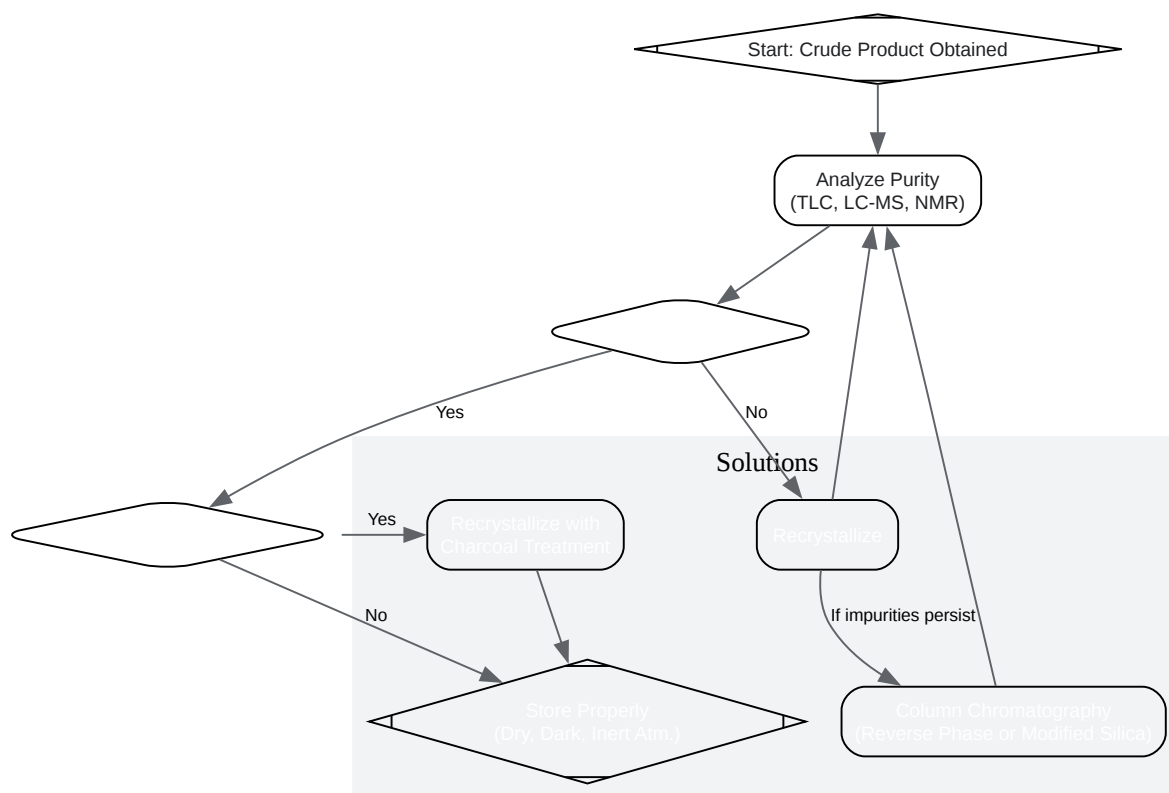 Start: Crude Product Obtained
Analyze Purity
(TLC, LC-MS, NMR)
Yes
No
Solutions
Yes
Recrystallize with
Charcoal Treatment
Recrystallize
No
If impurities persist
Store Properly
(Dry, Dark, Inert Atm.)
Column Chromatography
(Reverse Phase or Modified Silica)